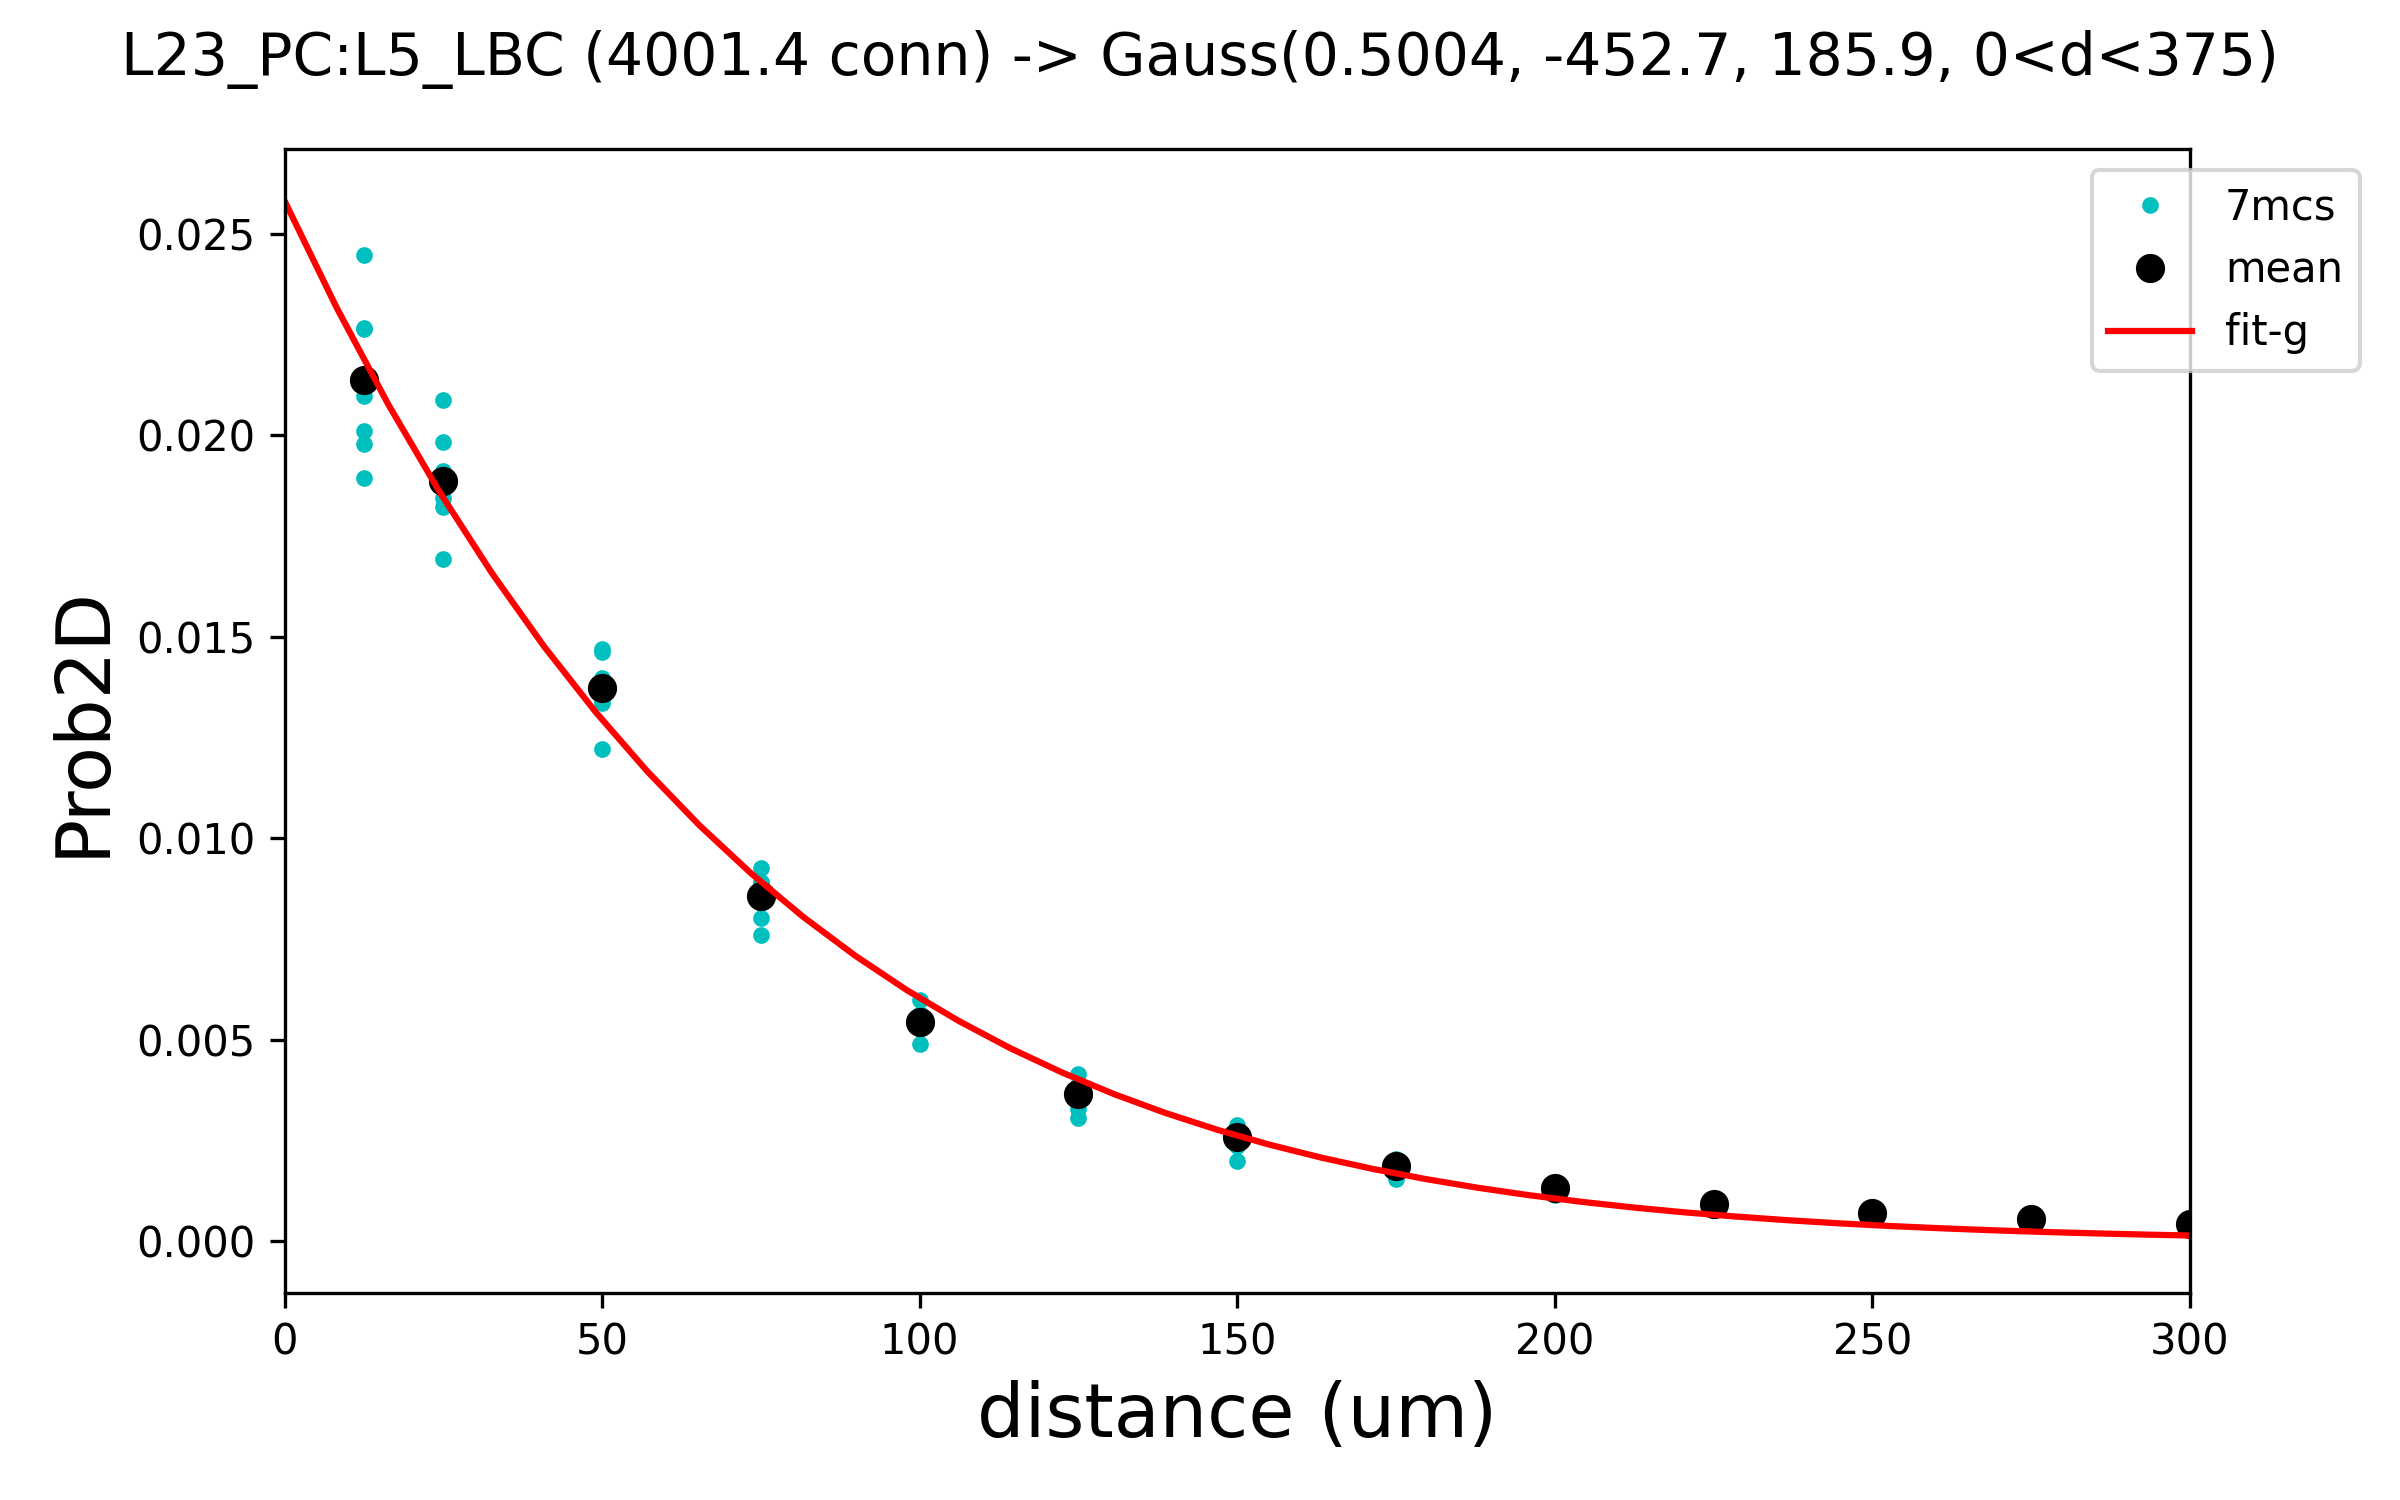 L23_PC:L5_LBC (4001.4 conn) -> Gauss(0.5004, -452.7, 185.9, 0<d<375)
7mcs
mean
fit-g
Prob2D
0.025
0.020
0.015
0.010
0.005
0.000
0 50 100 150 200 250 300
distance (um)